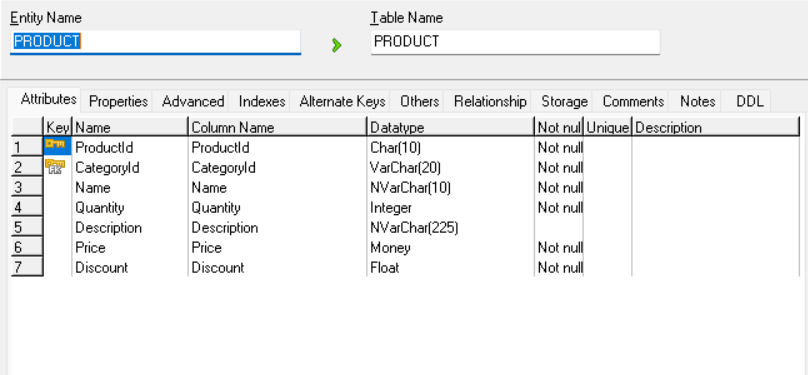 Entity Name Table Name
PRODUCT PRODUCT
Attributes Properties Advanced Indexes Alternate Keys Others Relationship Storage Comments Notes DDL
Key Name Column Name Datatype Not nul Unique Description
1 ProductId ProductId Char(10) Not null
2 FK CategoryId CategoryId VarChar(20) Not null
3 Name Name NVarChar(10) Not null
4 Quantity Quantity Integer Not null
5 Description Description NVarChar(225)
6 Price Price Money Not null
7 Discount Discount Float Not null